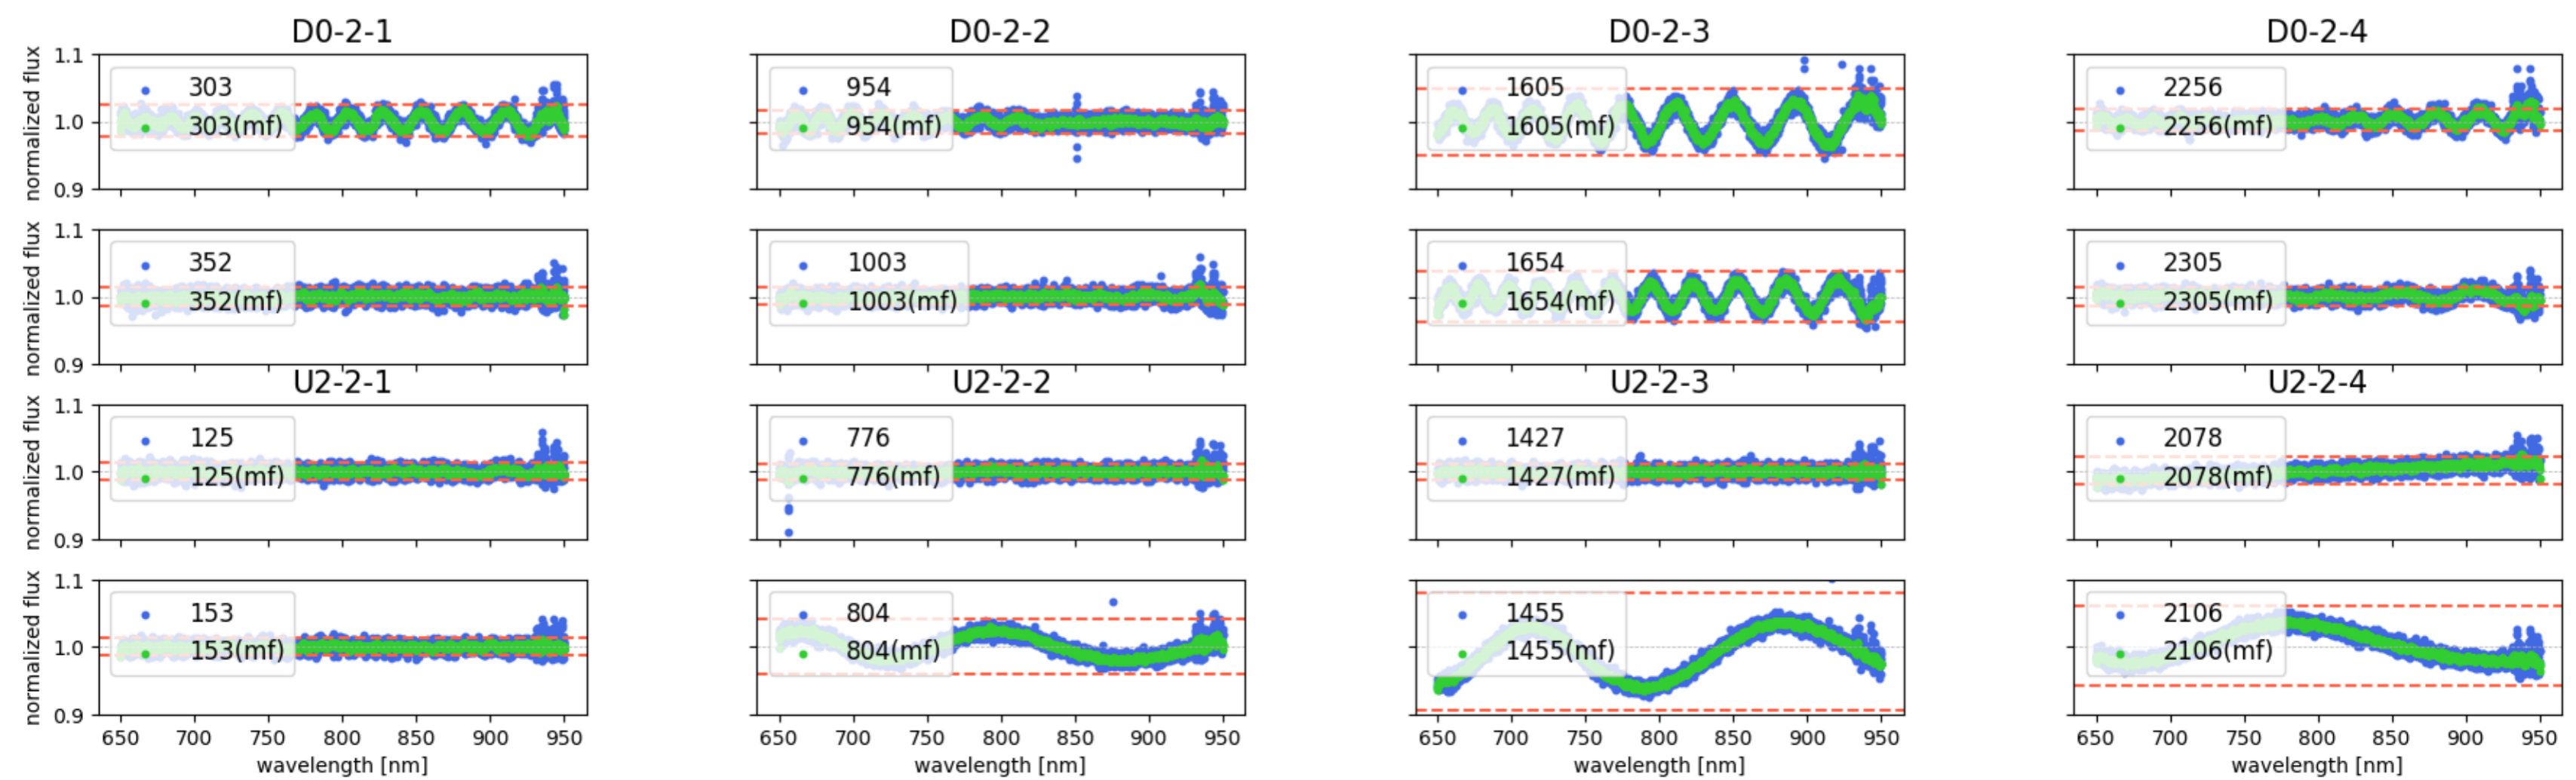 D0-2-1 D0-2-2 D0-2-3 D0-2-4
normalized flux
1.1
1.0
0.9
303
303(mf)
954
954(mf)
1605
1605(mf)
2256
2256(mf)
normalized flux
1.1
1.0
0.9
352
352(mf)
1003
1003(mf)
1654
1654(mf)
2305
2305(mf)
U2-2-1 U2-2-2 U2-2-3 U2-2-4
normalized flux
1.1
1.0
0.9
125
125(mf)
776
776(mf)
1427
1427(mf)
2078
2078(mf)
normalized flux
1.1
1.0
0.9
153
153(mf)
804
804(mf)
1455
1455(mf)
2106
2106(mf)
650 700 750 800 850 900 950
wavelength [nm]
650 700 750 800 850 900 950
wavelength [nm]
650 700 750 800 850 900 950
wavelength [nm]
650 700 750 800 850 900 950
wavelength [nm]